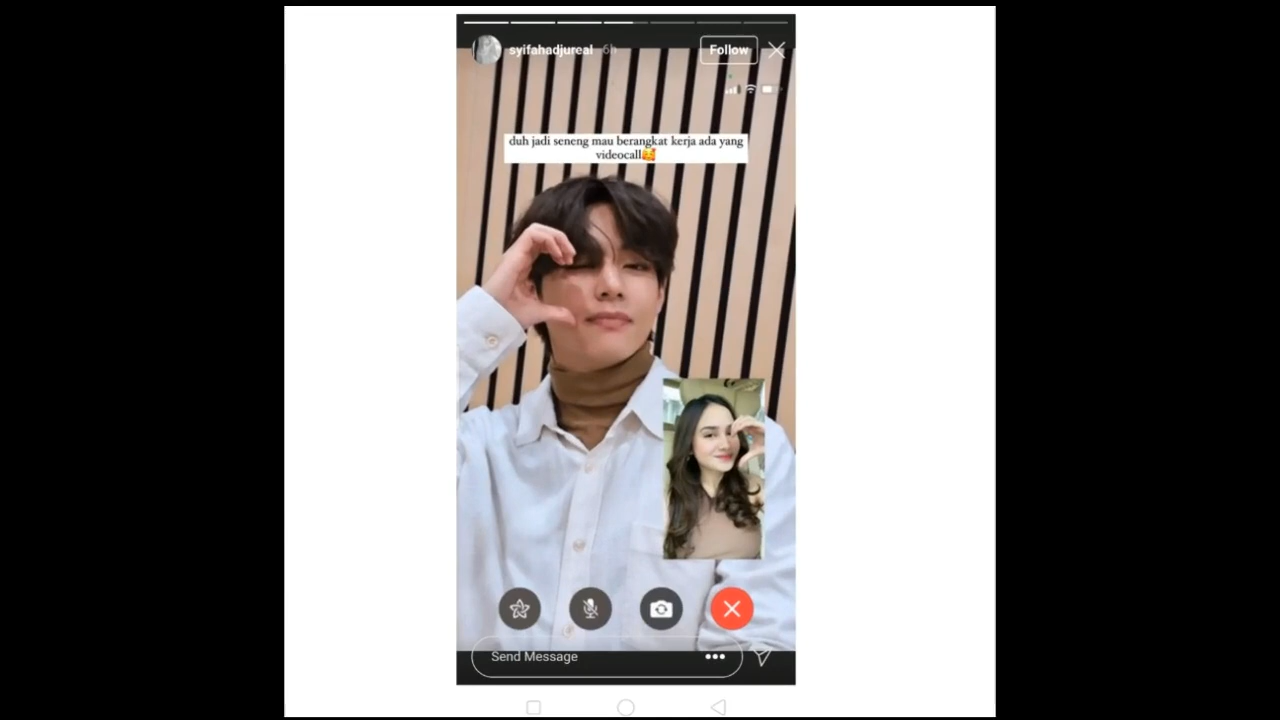 syifahadjureal 6h
Follow
duh jadi seneng mau berangkat kerja ada yang
videocall🥰
Send Message